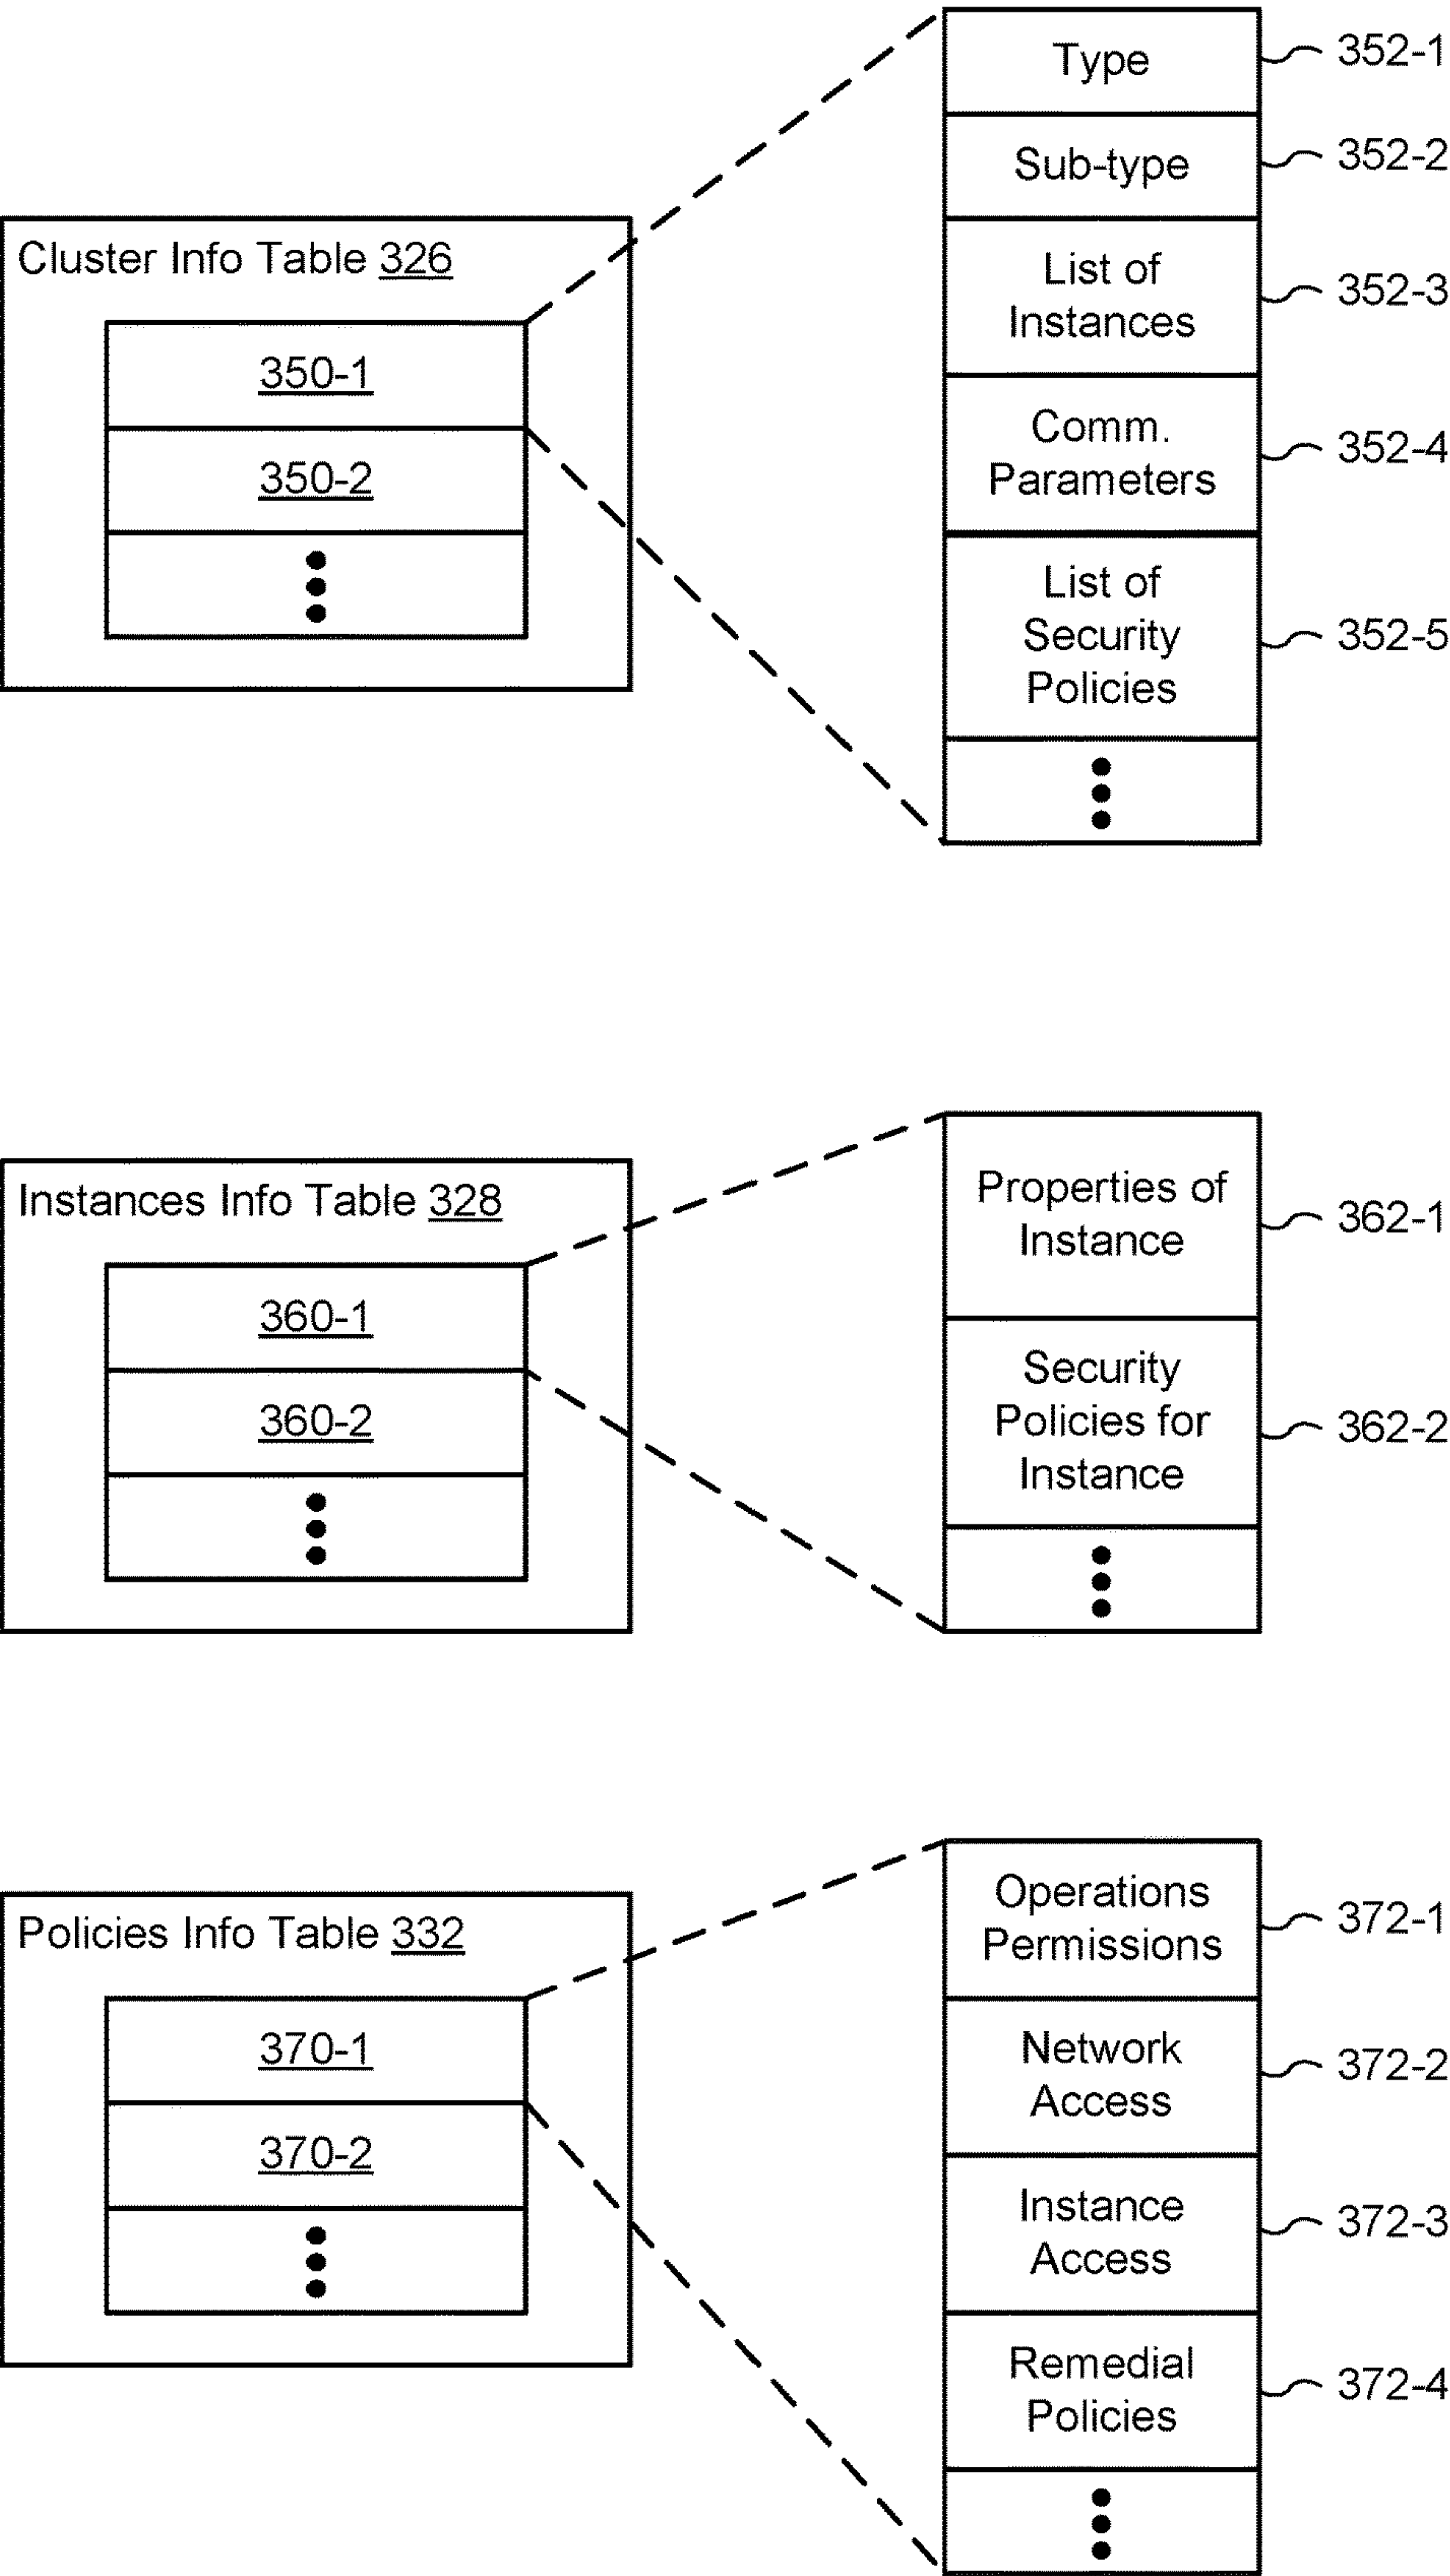 Type
352-1
Sub-type
352-2
Cluster Info Table 326
List of
Instances
352-3
350-1
350-2
Comm.
Parameters
352-4
List of
Security
Policies
352-5
Instances Info Table 328
Properties of
Instance
362-1
360-1
360-2
Security
Policies for
Instance
362-2
Policies Info Table 332
Operations
Permissions
372-1
370-1
370-2
Network
Access
372-2
Instance
Access
372-3
Remedial
Policies
372-4